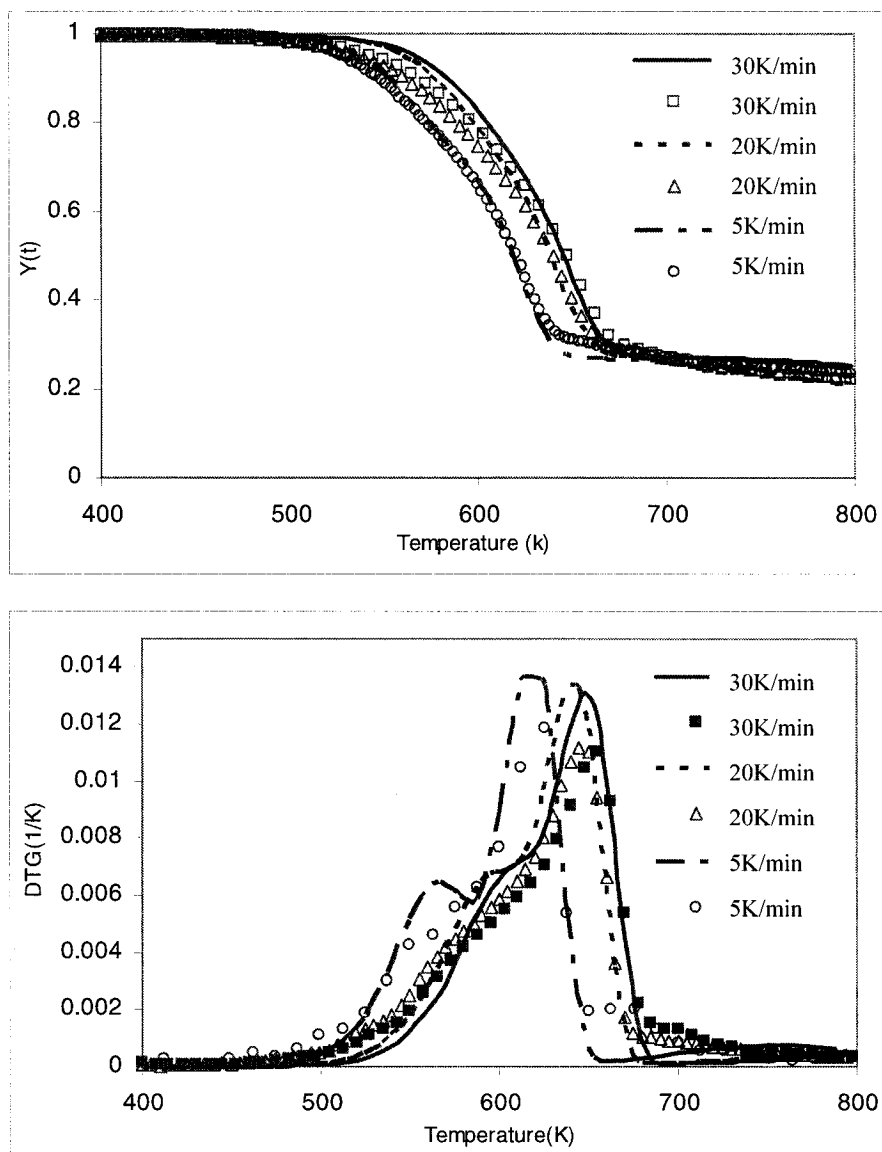 1
0.8
0.6
0.4
0.2
0
Y(t)
400
500
600
700
800
Temperature (k)
30K/min
30K/min
20K/min
20K/min
5K/min
5K/min
0.014
0.012
0.01
0.008
0.006
0.004
0.002
0
DTG(1/K)
400
500
600
700
800
Temperature(K)
30K/min
30K/min
20K/min
20K/min
5K/min
5K/min